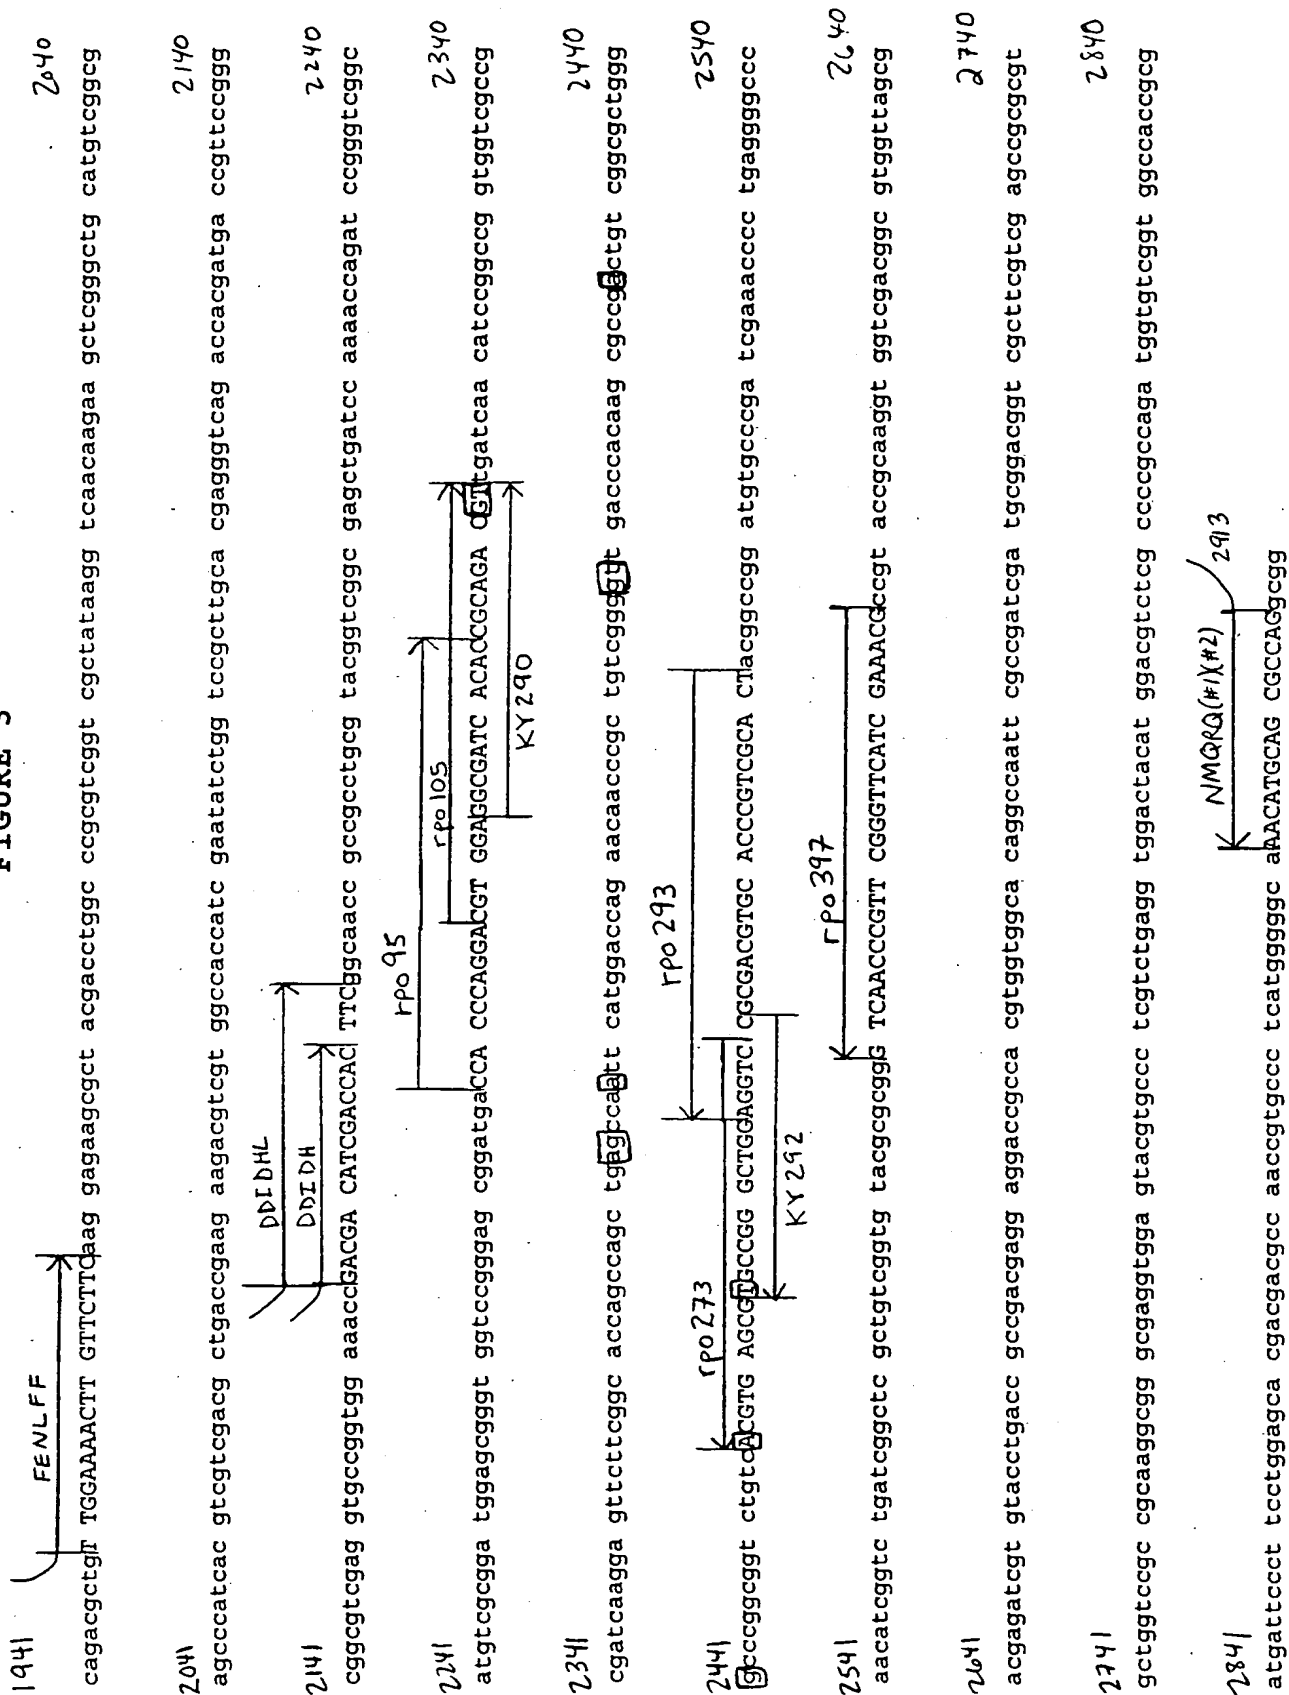 FIGURE 3
1941 2040
FENLFF
cagacgctgT TGGAAAACTT GTTCTTCaag gagaagcgct acgacctggc ccgcgtcggt cgctataagg tcaacaagaa gctcgggctg catgtcggcg
2041 2140
agcccatcac gtcgtcgacg ctgaccgaag aagacgtcgt ggccaccatc gaatatctgg tccgcttgca cgagggtcag accacgatga ccgttccggg
2141 2240
DDIDHL
DDIDH
cggcgtcgag gtgccggtgg aaaccGACGA CATCGACCAC TTCggcaacc gccgcctgcg tacggtcggc gagctgatcc aaaaccagat ccgggtcggc
2241 2340
rpo95
rpo105
atgtcgcgga tggagcgggt ggtccgggag cggatgaCCA CCCAGGACGT GGAGGCGATC ACACCGCAGA CGTtgatcaa catccggccg gtggtcgccg
KY290
2341 2440
cgatcaagga gttcttcggc accagccagc tgagccaatt catggaccag aacaacccgc tgtcggggtt gacccacaag cgccgactgt cggcgctggg
2441 2540
rpo273
rpo293
gcccggcggt ctgtcACGTG AGCGTGCCGG GCTGGAGGTC CGCGACGTGC ACCCGTCGCA CTacggccgg atgtgcccga tcgaaacccc tgaggggccc
KY292
2541 2640
rpo397
aacatcggtc tgatcggctc gctgtcggtg tacgcgcggG TCAACCCGTT CGGGTTCATC GAAACGccgt accgcaaggt ggtcgacggc gtggttagcg
2641 2740
acgagatcgt gtacctgacc gccgacgagg aggaccgcca cgtggtggca caggccaatt cgccgatcga tgcggacggt cgcttcgtcg agccgcgcgt
2741 2840
gctggtccgc cgcaaggcgg gcgaggtgga gtacgtgccc tcgtctgagg tggactacat ggacgtctcg ccccgccaga tggtgtcggt ggccaccgcg
2841
NMQRQ(#1)(#2) 2913
atgattcccct tcctggagca cgacgacgcc aaccgtgccc tcatgggggc aAACATGCAG CGCCAGgcgg